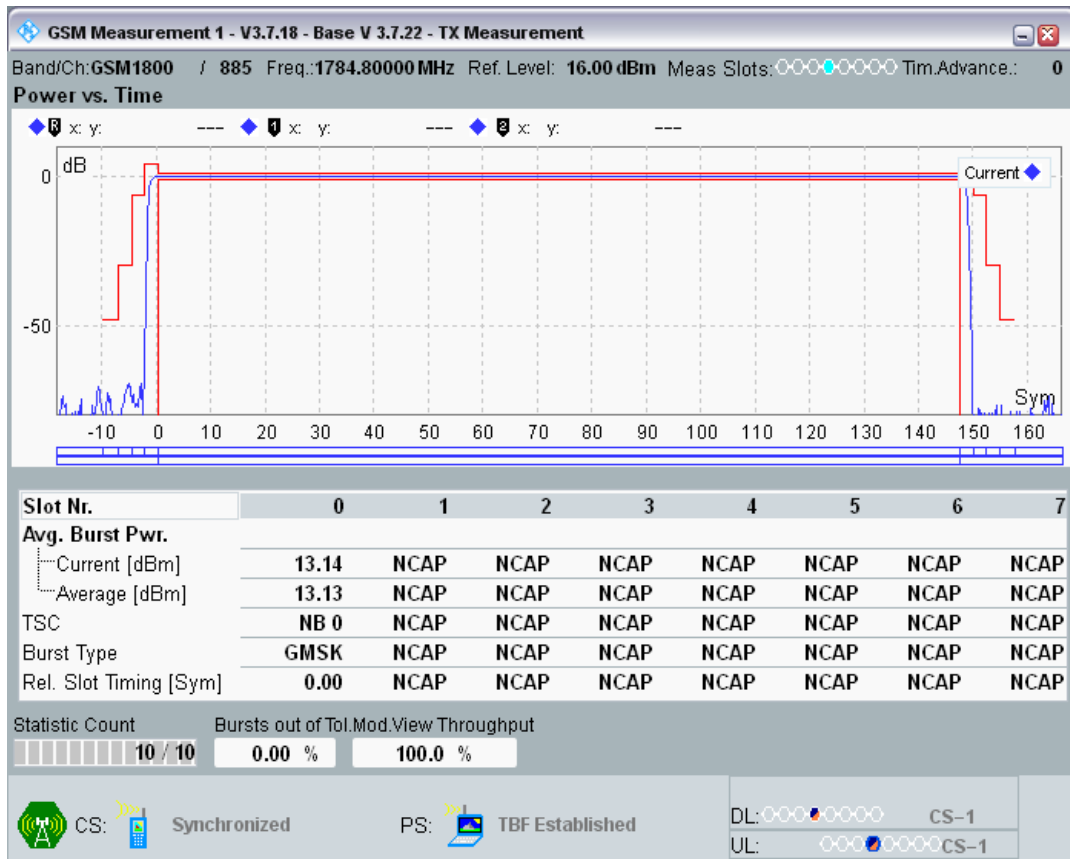 GSM Measurement 1 - V3.7.18 - Base V 3.7.22 - TX Measurement
Band/Ch:GSM1800 / 885 Freq.:1784.80000 MHz Ref. Level: 16.00 dBm Meas Slots: Tim.Advance.: 0
Power vs. Time
R x: y: --- 1 x: y: --- 2 x: y: ---
dB
Current
0
-50
Sym
-10 0 10 20 30 40 50 60 70 80 90 100 110 120 130 140 150 160
Slot Nr. 0 1 2 3 4 5 6 7
Avg. Burst Pwr.
Current [dBm] 13.14 NCAP NCAP NCAP NCAP NCAP NCAP NCAP
Average [dBm] 13.13 NCAP NCAP NCAP NCAP NCAP NCAP NCAP
TSC NB 0 NCAP NCAP NCAP NCAP NCAP NCAP NCAP
Burst Type GMSK NCAP NCAP NCAP NCAP NCAP NCAP NCAP
Rel. Slot Timing [Sym] 0.00 NCAP NCAP NCAP NCAP NCAP NCAP NCAP
Statistic Count Bursts out of Tol. Mod.View Throughput
10 / 10 0.00 % 100.0 %
CS: Synchronized PS: TBF Established
DL: CS-1
UL: CS-1